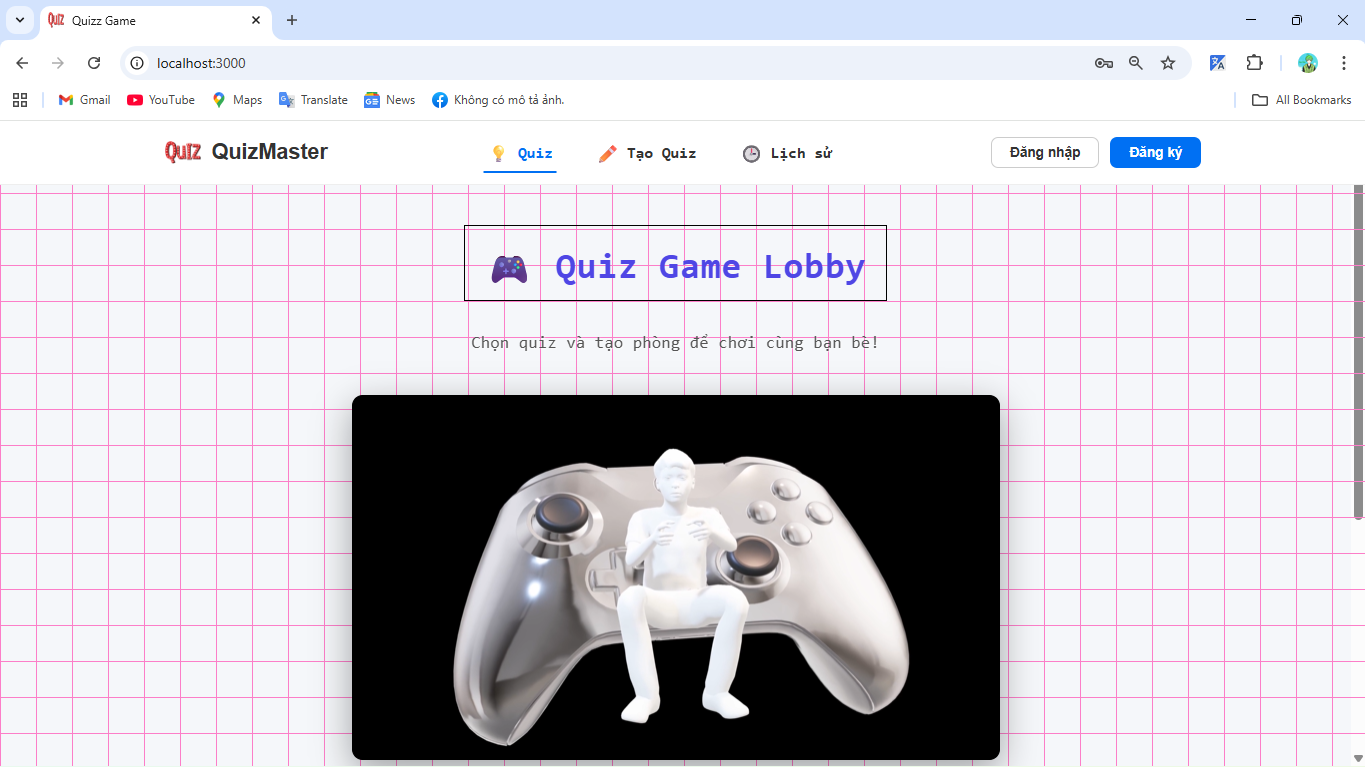 QUIZ Quizz Game
localhost:3000
Gmail YouTube Maps Translate News Không có mô tả ảnh. All Bookmarks
QUIZ QuizMaster Quiz Tạo Quiz Lịch sử Đăng nhập Đăng ký
Quiz Game Lobby
Chọn quiz và tạo phòng để chơi cùng bạn bè!